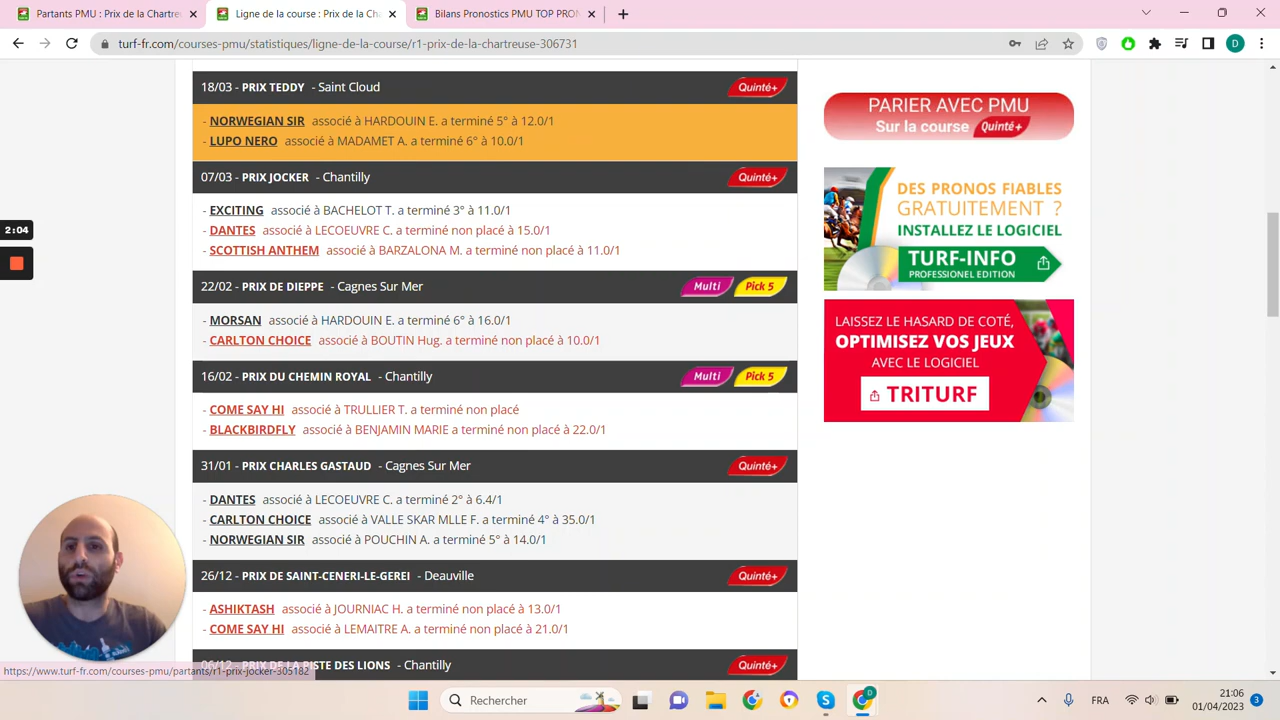 Partants PMU : Prix de la Chartre
Ligne de la course : Prix de la Cha
Bilans Pronostics PMU TOP PRON
turf-fr.com/courses-pmu/statistiques/ligne-de-la-course/r1-prix-de-la-chartreuse-306731
D
18/03 - PRIX TEDDY - Saint Cloud Quinté+
- NORWEGIAN SIR associé à HARDOUIN E. a terminé 5° à 12.0/1
- LUPO NERO associé à MADAMET A. a terminé 6° à 10.0/1
07/03 - PRIX JOCKER - Chantilly Quinté+
- EXCITING associé à BACHELOT T. a terminé 3° à 11.0/1
- DANTES associé à LECOEUVRE C. a terminé non placé à 15.0/1
- SCOTTISH ANTHEM associé à BARZALONA M. a terminé non placé à 11.0/1
22/02 - PRIX DE DIEPPE - Cagnes Sur Mer Multi Pick 5
- MORSAN associé à HARDOUIN E. a terminé 6° à 16.0/1
- CARLTON CHOICE associé à BOUTIN Hug. a terminé non placé à 10.0/1
16/02 - PRIX DU CHEMIN ROYAL - Chantilly Multi Pick 5
- COME SAY HI associé à TRULLIER T. a terminé non placé
- BLACKBIRDFLY associé à BENJAMIN MARIE a terminé non placé à 22.0/1
31/01 - PRIX CHARLES GASTAUD - Cagnes Sur Mer Quinté+
- DANTES associé à LECOEUVRE C. a terminé 2° à 6.4/1
- CARLTON CHOICE associé à VALLE SKAR MLLE F. a terminé 4° à 35.0/1
- NORWEGIAN SIR associé à POUCHIN A. a terminé 5° à 14.0/1
26/12 - PRIX DE SAINT-CENERI-LE-GEREI - Deauville Quinté+
- ASHIKTASH associé à JOURNIAC H. a terminé non placé à 13.0/1
- COME SAY HI associé à LEMAITRE A. a terminé non placé à 21.0/1
06/12 - PRIX DE LA PISTE DES LIONS - Chantilly Quinté+
PARIER AVEC PMU
Sur la course Quinté+
DES PRONOS FIABLES
GRATUITEMENT ?
INSTALLEZ LE LOGICIEL
TURF-INFO
PROFESSIONEL EDITION
LAISSEZ LE HASARD DE COTÉ,
OPTIMISEZ VOS JEUX
AVEC LE LOGICIEL
TRITURF
2:04
https://www.turf-fr.com/courses-pmu/partants/r1-prix-jocker-305182
Rechercher
D
FRA
21:06
01/04/2023
3